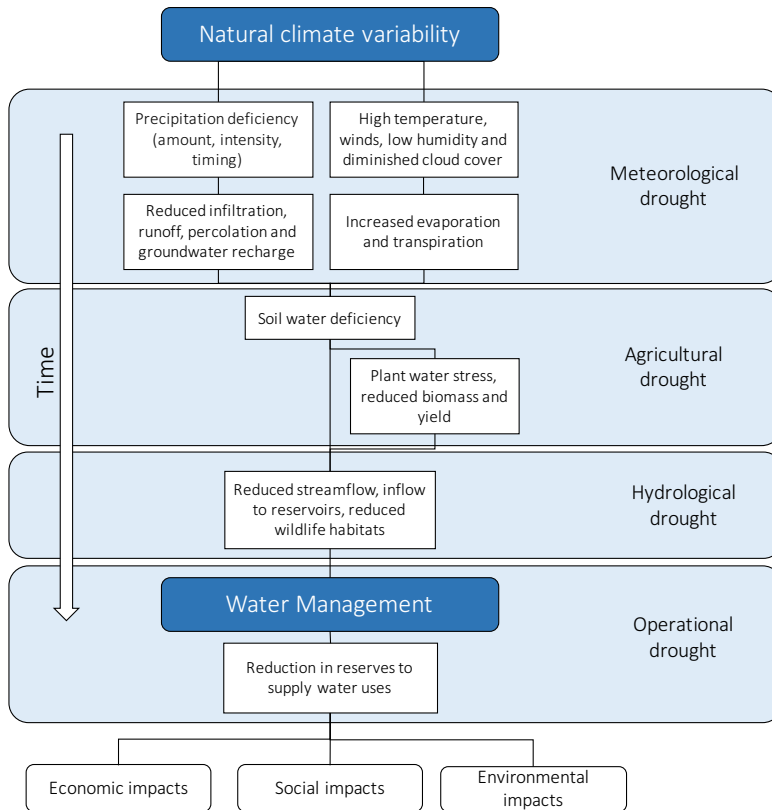 Natural climate variability
Precipitation deficiency
(amount, intensity,
timing)
High temperature,
winds, low humidity and
diminished cloud cover
Meteorological
drought
Reduced infiltration,
runoff, percolation and
groundwater recharge
Increased evaporation
and transpiration
Time
Soil water deficiency
Agricultural
drought
Plant water stress,
reduced biomass and
yield
Reduced streamflow, inflow
to reservoirs, reduced
wildlife habitats
Hydrological
drought
Water Management
Operational
drought
Reduction in reserves to
supply water uses
Economic impacts
Social impacts
Environmental
impacts